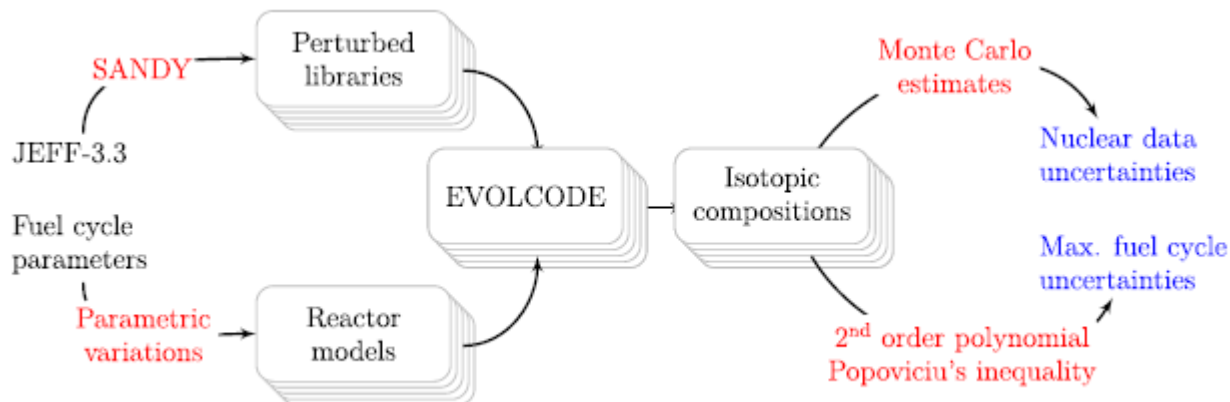 SANDY
Perturbed
libraries
JEFF-3.3
Fuel cycle
parameters
Parametric
variations
Reactor
models
EVOLCODE
Isotopic
compositions
Monte Carlo
estimates
Nuclear data
uncertainties
Max. fuel cycle
uncertainties
2nd order polynomial
Popoviciu's inequality